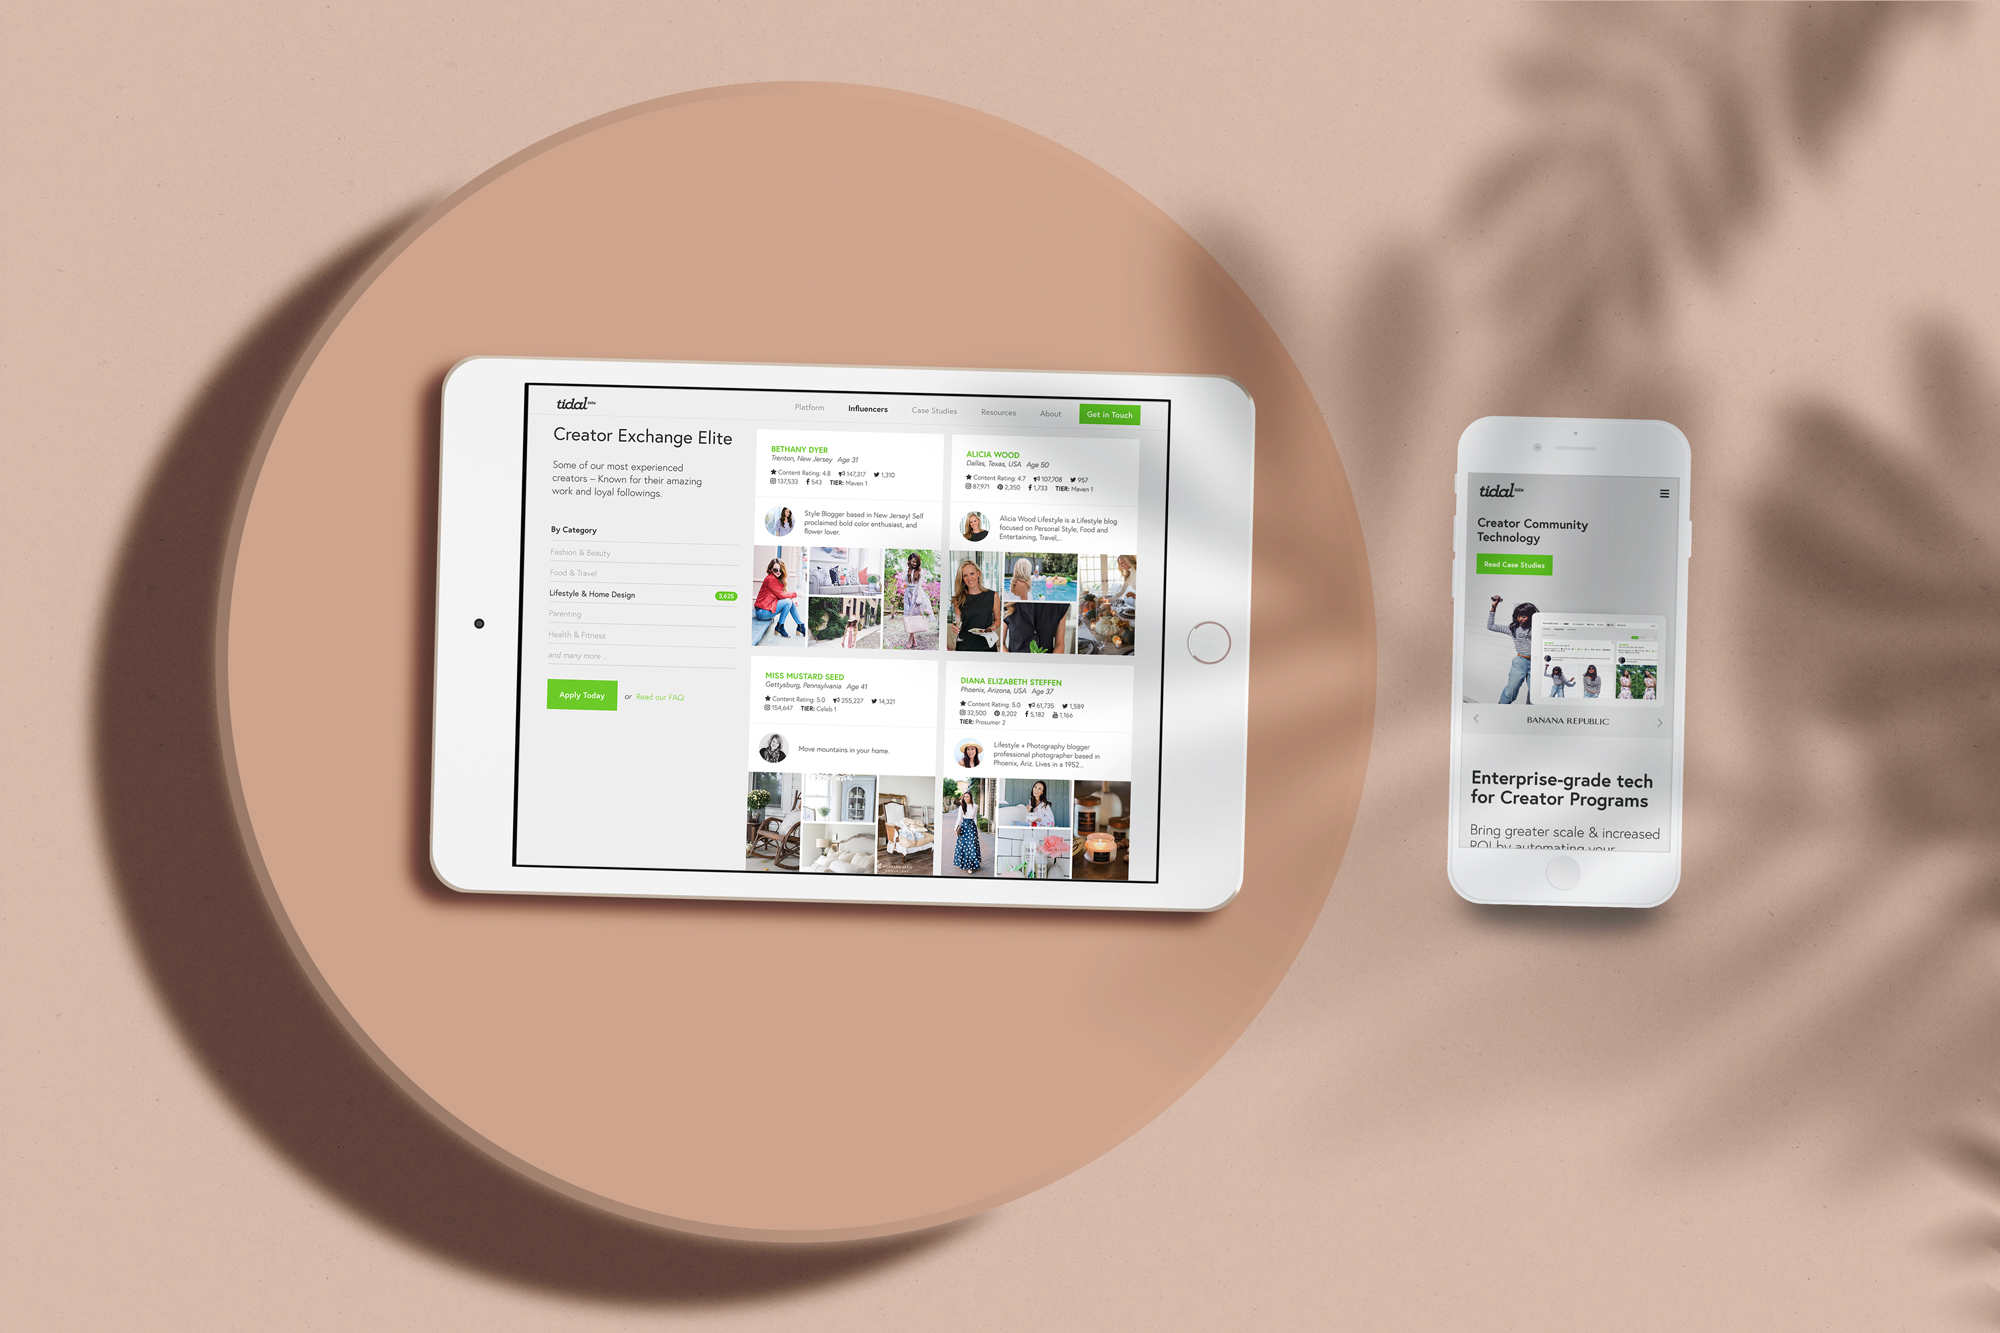 tidal labs
Platform
Influencers
Case Studies
Resources
About
Get in Touch
Creator Exchange Elite
Some of our most experienced
creators – Known for their amazing
work and loyal followings.
By Category
Fashion & Beauty
Food & Travel
Lifestyle & Home Design 3,625
Parenting
Health & Fitness
and many more ...
Apply Today or Read our FAQ
BETHANY DYER
Trenton, New Jersey Age 31
Content Rating: 4.8 147,317 1,310
137,533 543 TIER: Maven 1
Style Blogger based in New Jersey! Self
proclaimed bold color enthusiast, and
flower lover.
ALICIA WOOD
Dallas, Texas, USA Age 50
Content Rating: 4.7 107,708 957
87,971 2,350 1,733 TIER: Maven 1
Alicia Wood Lifestyle is a Lifestyle blog
focused on Personal Style, Food and
Entertaining, Travel,...
MISS MUSTARD SEED
Gettysburg, Pennsylvania Age 41
Content Rating: 5.0 255,227 14,321
154,647 TIER: Celeb 1
Move mountains in your home.
DIANA ELIZABETH STEFFEN
Phoenix, Arizona, USA Age 37
Content Rating: 5.0 61,735 1,589
32,500 8,202 5,182 1,166
TIER: Prosumer 2
Lifestyle + Photography blogger
professional photographer based in
Phoenix, Ariz. Lives in a 1952...
tidal labs
Creator Community
Technology
Read Case Studies
BANANA REPUBLIC
Enterprise-grade tech
for Creator Programs
Bring greater scale & increased
ROI by automating your